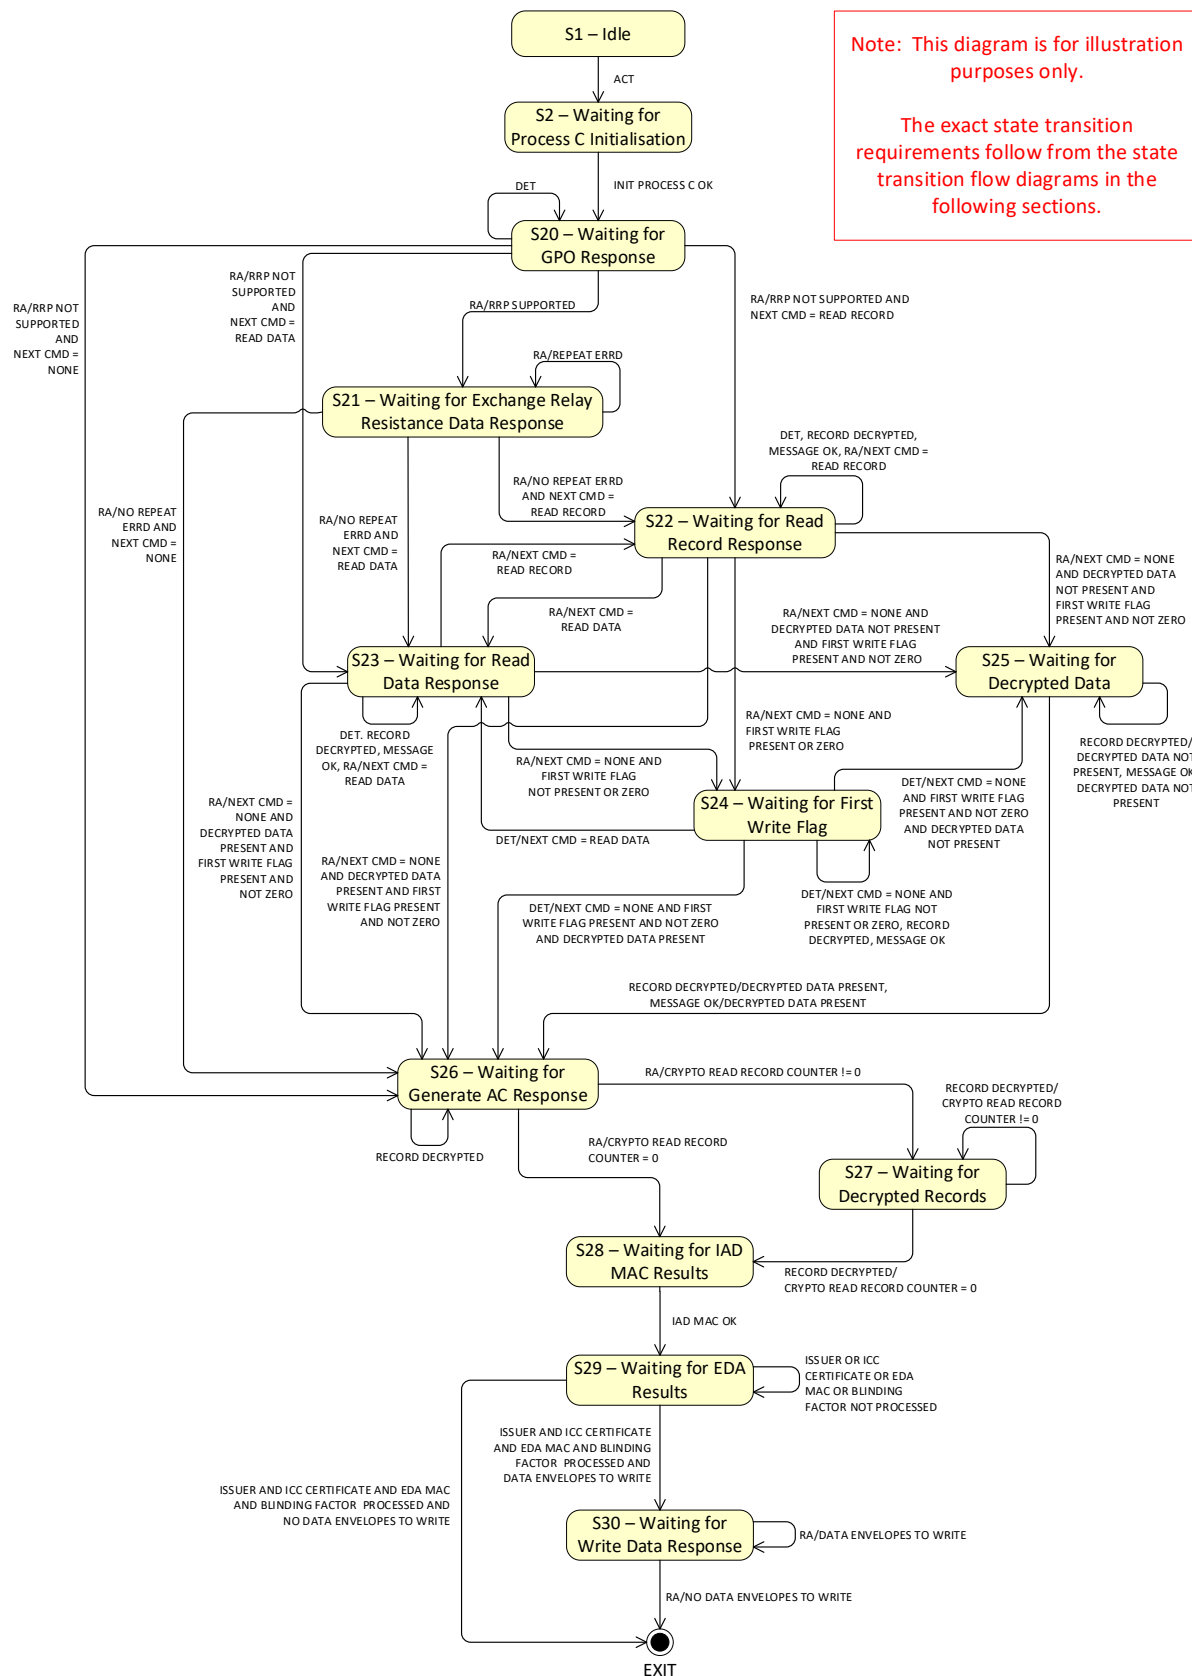 S1 – Idle
Note:  This diagram is for illustration
purposes only.
The exact state transition
requirements follow from the state
transition flow diagrams in the
following sections.
ACT
S2 – Waiting for
Process C Initialisation
INIT PROCESS C OK
DET
S20 – Waiting for
GPO Response
RA/RRP NOT
SUPPORTED
AND
NEXT CMD =
NONE
RA/RRP NOT
SUPPORTED
AND
NEXT CMD =
READ DATA
RA/RRP SUPPORTED
RA/RRP NOT SUPPORTED AND
NEXT CMD = READ RECORD
RA/REPEAT ERRD
S21 – Waiting for Exchange Relay
Resistance Data Response
DET, RECORD DECRYPTED,
MESSAGE OK, RA/NEXT CMD =
READ RECORD
RA/NO REPEAT
ERRD AND
NEXT CMD =
NONE
RA/NO REPEAT
ERRD AND
NEXT CMD =
READ DATA
RA/NO REPEAT ERRD
AND NEXT CMD =
READ RECORD
S22 – Waiting for Read
Record Response
RA/NEXT CMD =
READ RECORD
RA/NEXT CMD =
READ DATA
RA/NEXT CMD = NONE
AND DECRYPTED DATA
NOT PRESENT AND
FIRST WRITE FLAG
PRESENT AND NOT ZERO
RA/NEXT CMD = NONE AND
DECRYPTED DATA NOT PRESENT
AND FIRST WRITE FLAG
PRESENT AND NOT ZERO
S23 – Waiting for Read
Data Response
S25 – Waiting for
Decrypted Data
DET. RECORD
DECRYPTED, MESSAGE
OK, RA/NEXT CMD =
READ DATA
RA/NEXT CMD = NONE AND
FIRST WRITE FLAG
NOT PRESENT OR ZERO
RA/NEXT CMD = NONE AND
FIRST WRITE FLAG
PRESENT OR ZERO
RECORD DECRYPTED/
DECRYPTED DATA NOT
PRESENT, MESSAGE OK/
DECRYPTED DATA NOT
PRESENT
S24 – Waiting for First
Write Flag
DET/NEXT CMD = NONE
AND FIRST WRITE FLAG
PRESENT AND NOT ZERO
AND DECRYPTED DATA
NOT PRESENT
DET/NEXT CMD = READ DATA
RA/NEXT CMD =
NONE AND
DECRYPTED DATA
PRESENT AND
FIRST WRITE FLAG
PRESENT AND
NOT ZERO
RA/NEXT CMD = NONE
AND DECRYPTED DATA
PRESENT AND FIRST
WRITE FLAG PRESENT
AND NOT ZERO
DET/NEXT CMD = NONE AND FIRST
WRITE FLAG PRESENT AND NOT ZERO
AND DECRYPTED DATA PRESENT
DET/NEXT CMD = NONE AND
FIRST WRITE FLAG NOT
PRESENT OR ZERO, RECORD
DECRYPTED, MESSAGE OK
RECORD DECRYPTED/DECRYPTED DATA PRESENT,
MESSAGE OK/DECRYPTED DATA PRESENT
S26 – Waiting for
Generate AC Response
RA/CRYPTO READ RECORD COUNTER != 0
RECORD DECRYPTED/
CRYPTO READ RECORD
COUNTER != 0
RECORD DECRYPTED
RA/CRYPTO READ RECORD
COUNTER = 0
S27 – Waiting for
Decrypted Records
S28 – Waiting for IAD
MAC Results
RECORD DECRYPTED/
CRYPTO READ RECORD COUNTER = 0
IAD MAC OK
S29 – Waiting for EDA
Results
ISSUER OR ICC
CERTIFICATE OR EDA
MAC OR BLINDING
FACTOR NOT PROCESSED
ISSUER AND ICC CERTIFICATE
AND EDA MAC AND BLINDING
FACTOR  PROCESSED AND
DATA ENVELOPES TO WRITE
ISSUER AND ICC CERTIFICATE AND EDA MAC
AND BLINDING FACTOR  PROCESSED AND
NO DATA ENVELOPES TO WRITE
S30 – Waiting for
Write Data Response
RA/DATA ENVELOPES TO WRITE
RA/NO DATA ENVELOPES TO WRITE
EXIT